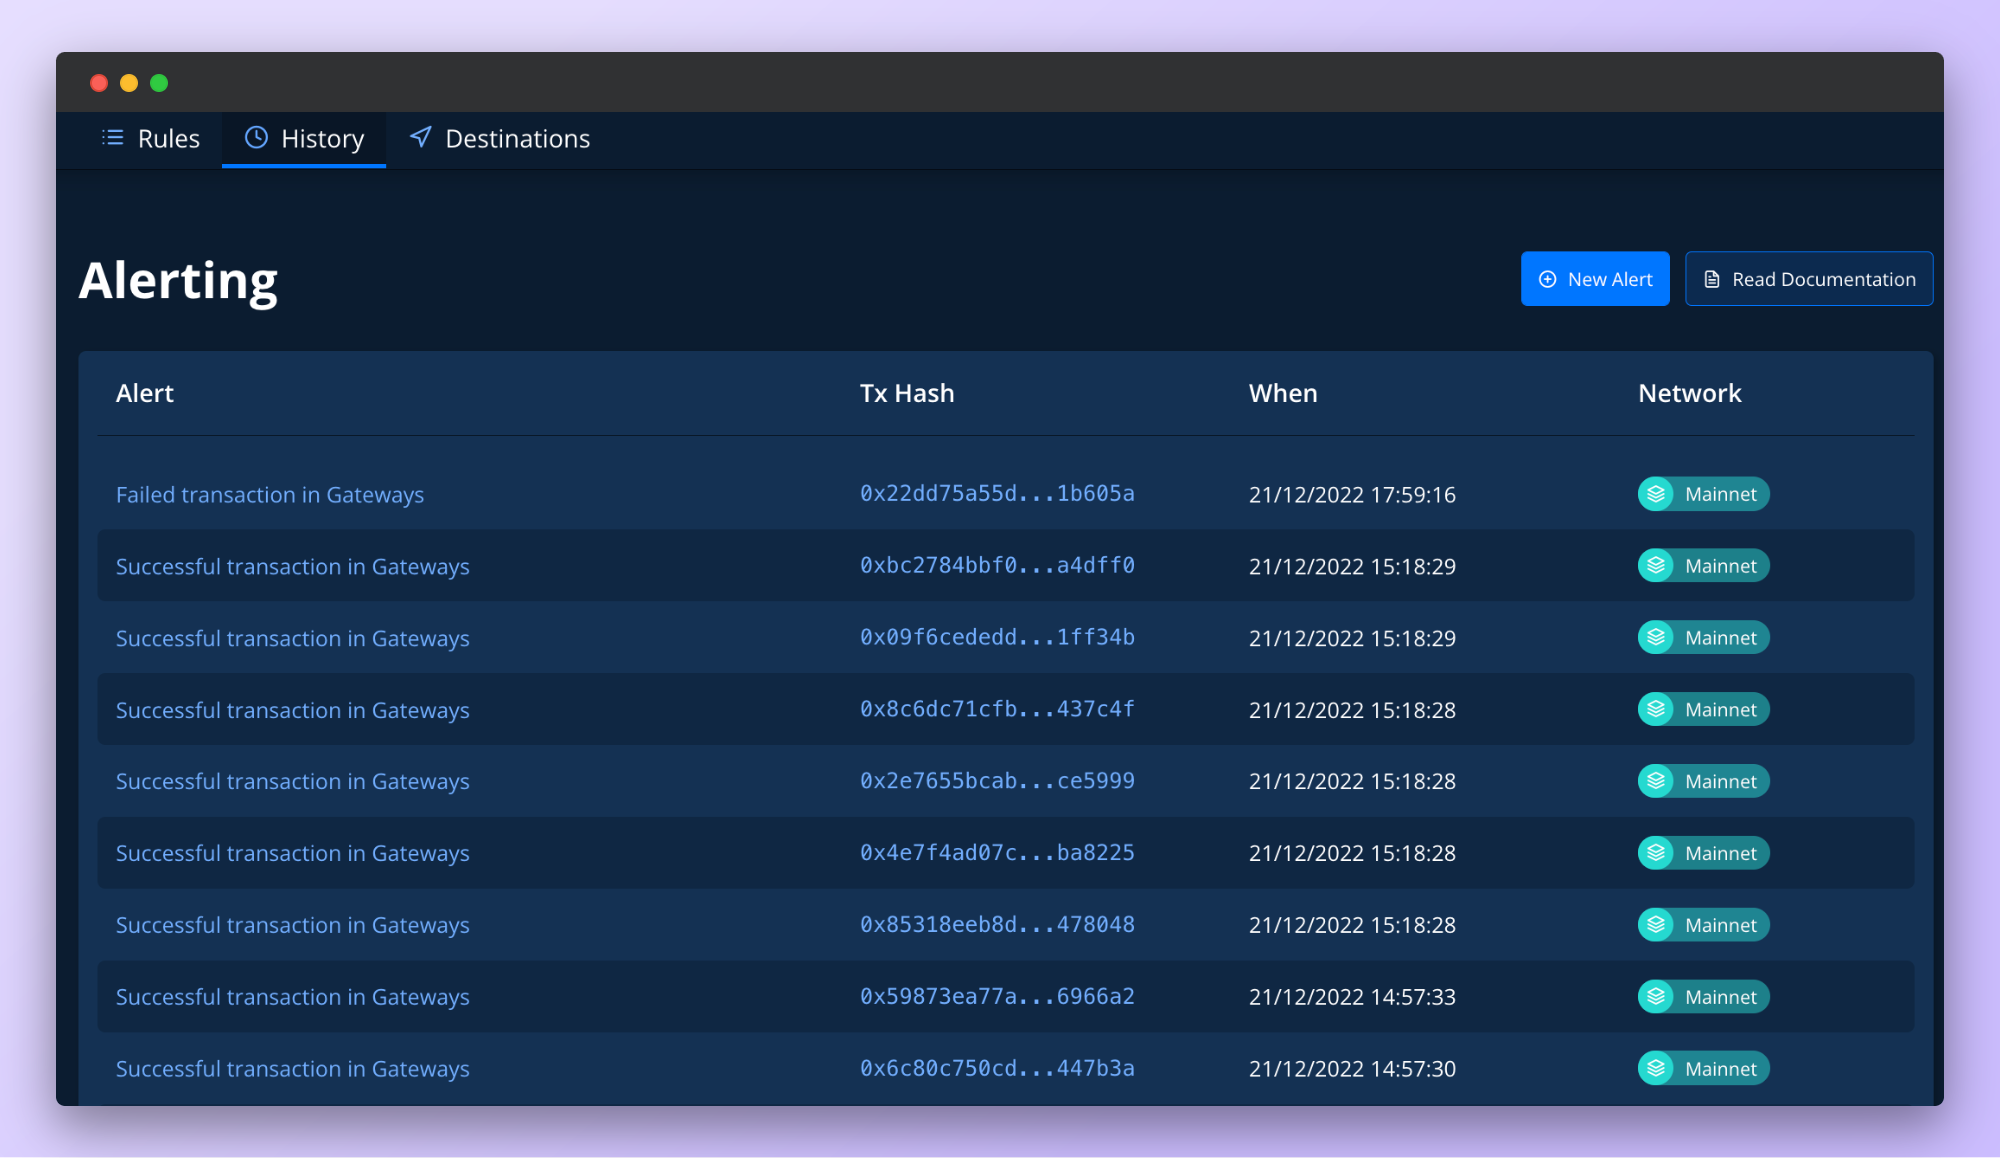 Rules History Destinations
Alerting
New Alert Read Documentation
Alert Tx Hash When Network
Failed transaction in Gateways 0x22dd75a55d...1b605a 21/12/2022 17:59:16 Mainnet
Successful transaction in Gateways 0xbc2784bbf0...a4dff0 21/12/2022 15:18:29 Mainnet
Successful transaction in Gateways 0x09f6cededd...1ff34b 21/12/2022 15:18:29 Mainnet
Successful transaction in Gateways 0x8c6dc71cfb...437c4f 21/12/2022 15:18:28 Mainnet
Successful transaction in Gateways 0x2e7655bcab...ce5999 21/12/2022 15:18:28 Mainnet
Successful transaction in Gateways 0x4e7f4ad07c...ba8225 21/12/2022 15:18:28 Mainnet
Successful transaction in Gateways 0x85318eeb8d...478048 21/12/2022 15:18:28 Mainnet
Successful transaction in Gateways 0x59873ea77a...6966a2 21/12/2022 14:57:33 Mainnet
Successful transaction in Gateways 0x6c80c750cd...447b3a 21/12/2022 14:57:30 Mainnet